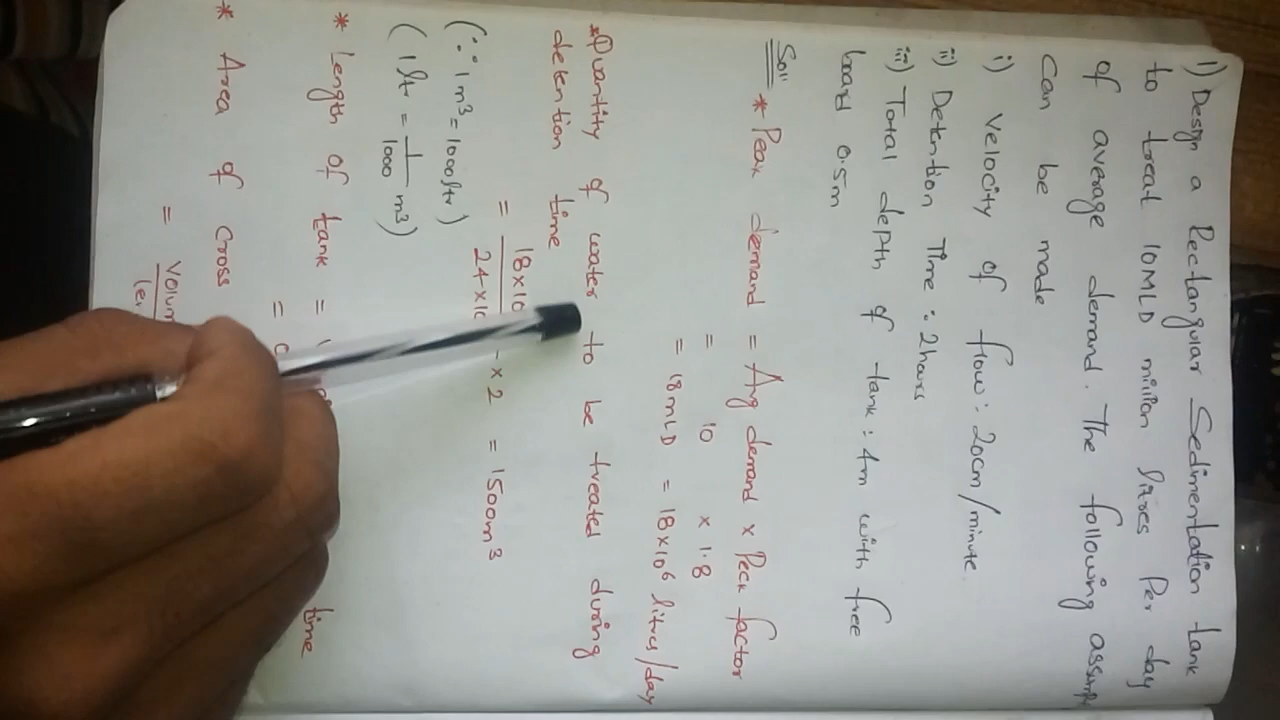 1) Design a Rectangular Sedimentation tank
to treat 10MLD million litres Per day
of average demand. The following assump
can be made
i) Velocity of flow : 20cm/minute.
ii) Detention Time : 2hours
iii) Total depth of tank : 4m with free
board 0.5m
Soln * Peak demand = Avg demand x Peck factor
= 10 x 1.8
= 18MLD = 18x10⁶ litres/day
* Quantity of water to be treated during
detention time
= 18x10 x 2 = 1500m³
24x10
(∵ 1m³ = 1000ltr)
(1ltr = 1/1000 m³)
* Length of tank = time
=
* Area of Cross
= Volum